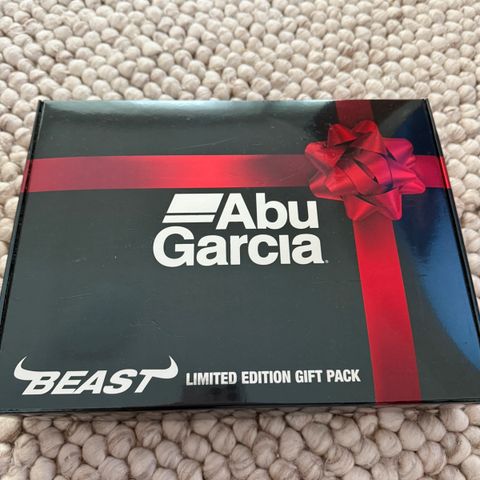 Abu
Garcia
BEAST LIMITED EDITION GIFT PACK